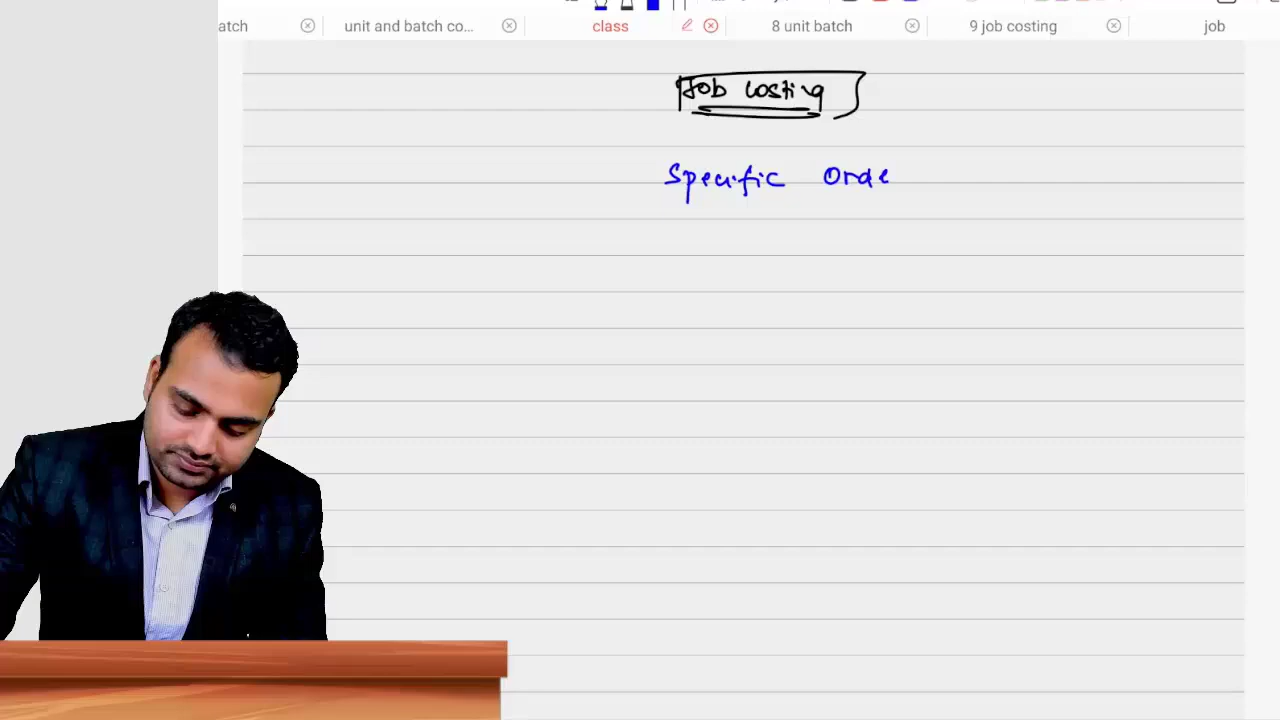 atch unit and batch co... class 8 unit batch 9 job costing job
Job Costing
Specific Orde